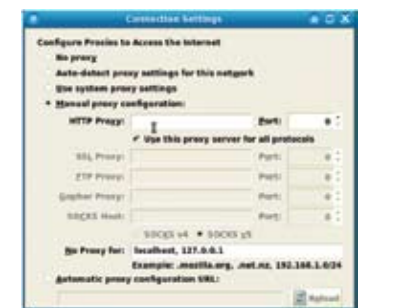 Connection Settings
Configure Proxies to Access the Internet
No proxy
Auto-detect proxy settings for this network
Use system proxy settings
Manual proxy configuration:
HTTP Proxy: Port: 0
Use this proxy server for all protocols
SSL Proxy: Port: 0
FTP Proxy: Port: 0
Gopher Proxy: Port: 0
SOCKS Host: Port: 0
SOCKS v4 SOCKS v5
No Proxy for: localhost, 127.0.0.1
Example: .mozilla.org, .net.nz, 192.168.1.0/24
Automatic proxy configuration URL:
Reload